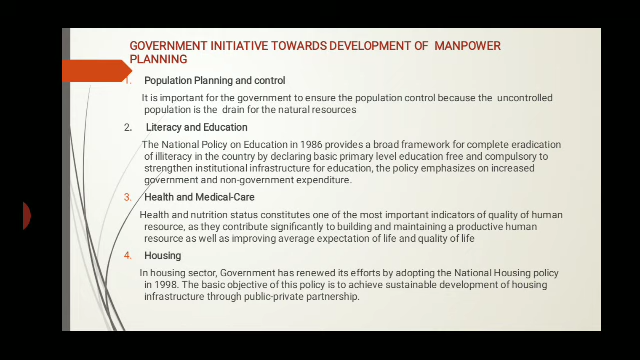 GOVERNMENT INITIATIVE TOWARDS DEVELOPMENT OF MANPOWER
PLANNING
1. Population Planning and control
It is important for the government to ensure the population control because the uncontrolled
population is the drain for the natural resources
2. Literacy and Education
The National Policy on Education in 1986 provides a broad framework for complete eradication
of illiteracy in the country by declaring basic primary level education free and compulsory to
strengthen institutional infrastructure for education, the policy emphasizes on increased
government and non-government expenditure.
3. Health and Medical-Care
Health and nutrition status constitutes one of the most important indicators of quality of human
resource, as they contribute significantly to building and maintaining a productive human
resource as well as improving average expectation of life and quality of life
4. Housing
In housing sector, Government has renewed its efforts by adopting the National Housing policy
in 1998. The basic objective of this policy is to achieve sustainable development of housing
infrastructure through public-private partnership.